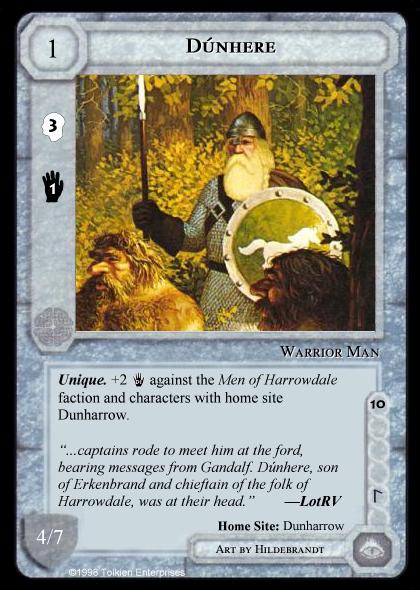 1
DÚNHERE
3
1
WARRIOR MAN
Unique. +2 against the Men of Harrowdale
faction and characters with home site
Dunharrow.
10
“...captains rode to meet him at the ford,
bearing messages from Gandalf. Dúnhere, son
of Erkenbrand and chieftain of the folk of
Harrowdale, was at their head.” —LotRV
Home Site: Dunharrow
4/7
ART BY HILDEBRANDT
©1998 Tolkien Enterprises